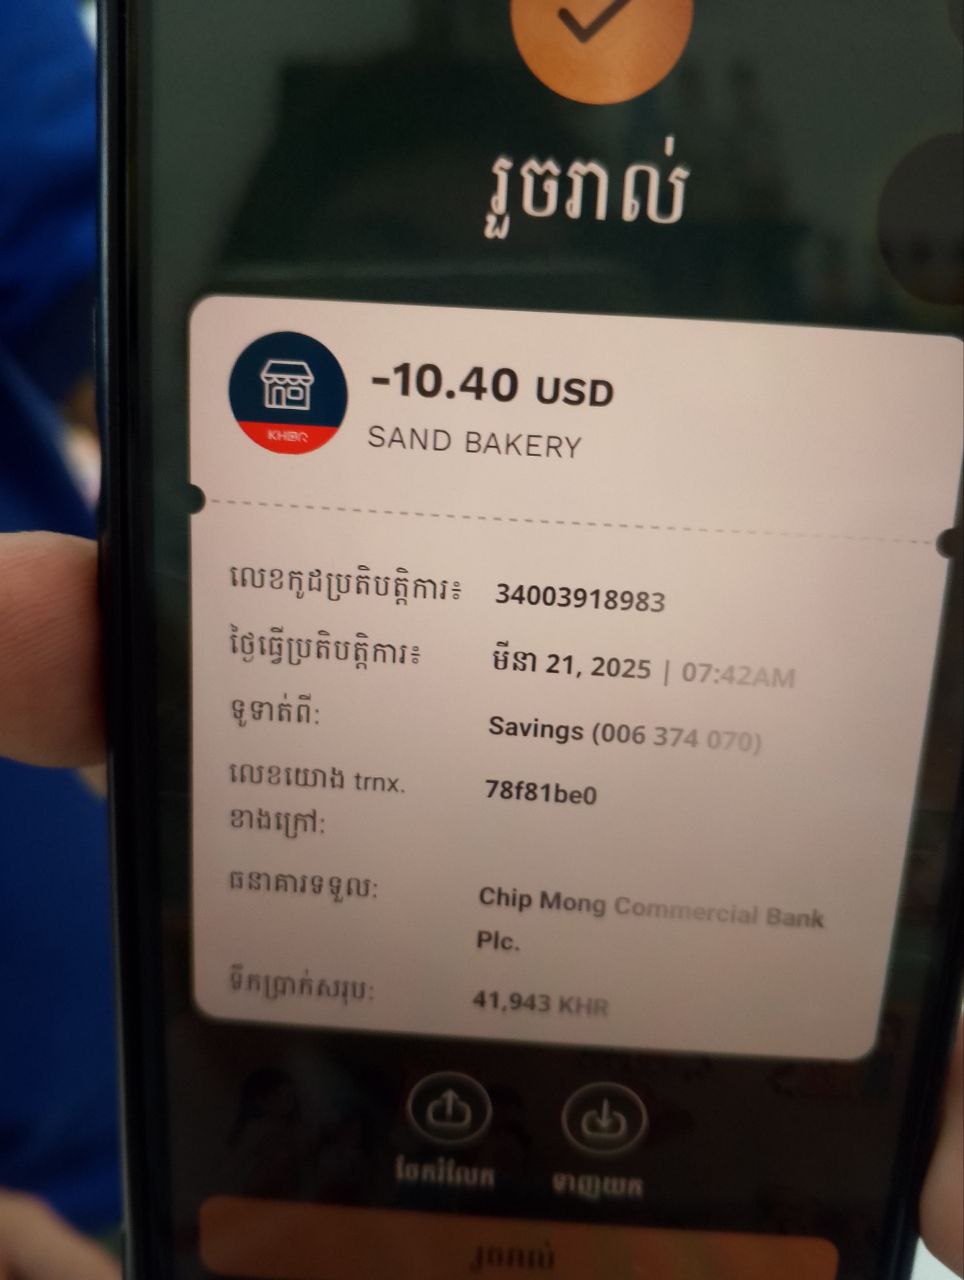 រួចរាល់
-10.40 USD
KHQR
SAND BAKERY
លេខកូដប្រតិបត្តិការ៖ 34003918983
ថ្ងៃធ្វើប្រតិបត្តិការ៖ មីនា 21, 2025 | 07:42AM
ទូទាត់ពី: Savings (006 374 070)
លេខយោង trnx. 78f81be0
ខាងក្រៅ:
ធនាគារទទួល: Chip Mong Commercial Bank
Plc.
ទឹកប្រាក់សរុប: 41,943 KHR
ចែករំលែក ទាញយក
រួចរាល់